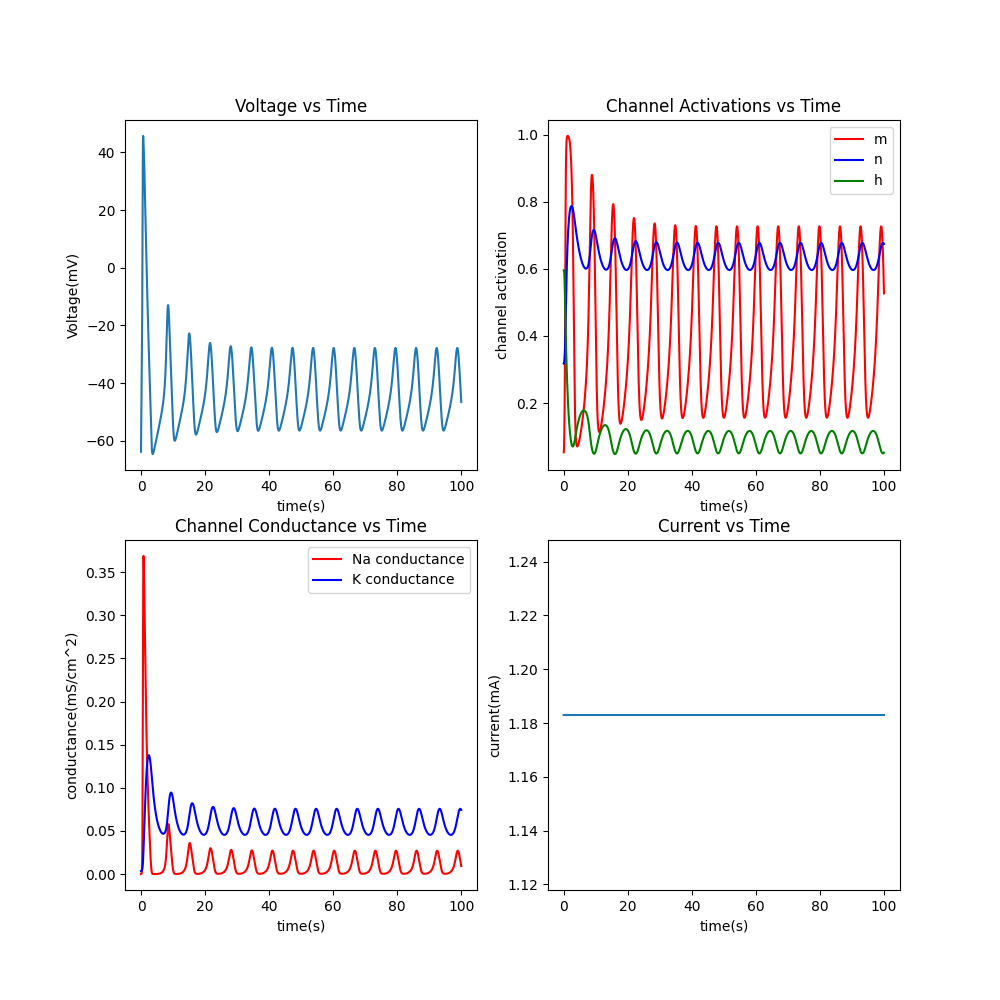 Voltage vs Time
40
20
0
−20
−40
−60
Voltage(mV)
0 20 40 60 80 100
time(s)
Channel Activations vs Time
1.0
0.8
0.6
0.4
0.2
channel activation
m
n
h
0 20 40 60 80 100
time(s)
Channel Conductance vs Time
0.35
0.30
0.25
0.20
0.15
0.10
0.05
0.00
conductance(mS/cm^2)
Na conductance
K conductance
0 20 40 60 80 100
time(s)
Current vs Time
1.24
1.22
1.20
1.18
1.16
1.14
1.12
current(mA)
0 20 40 60 80 100
time(s)